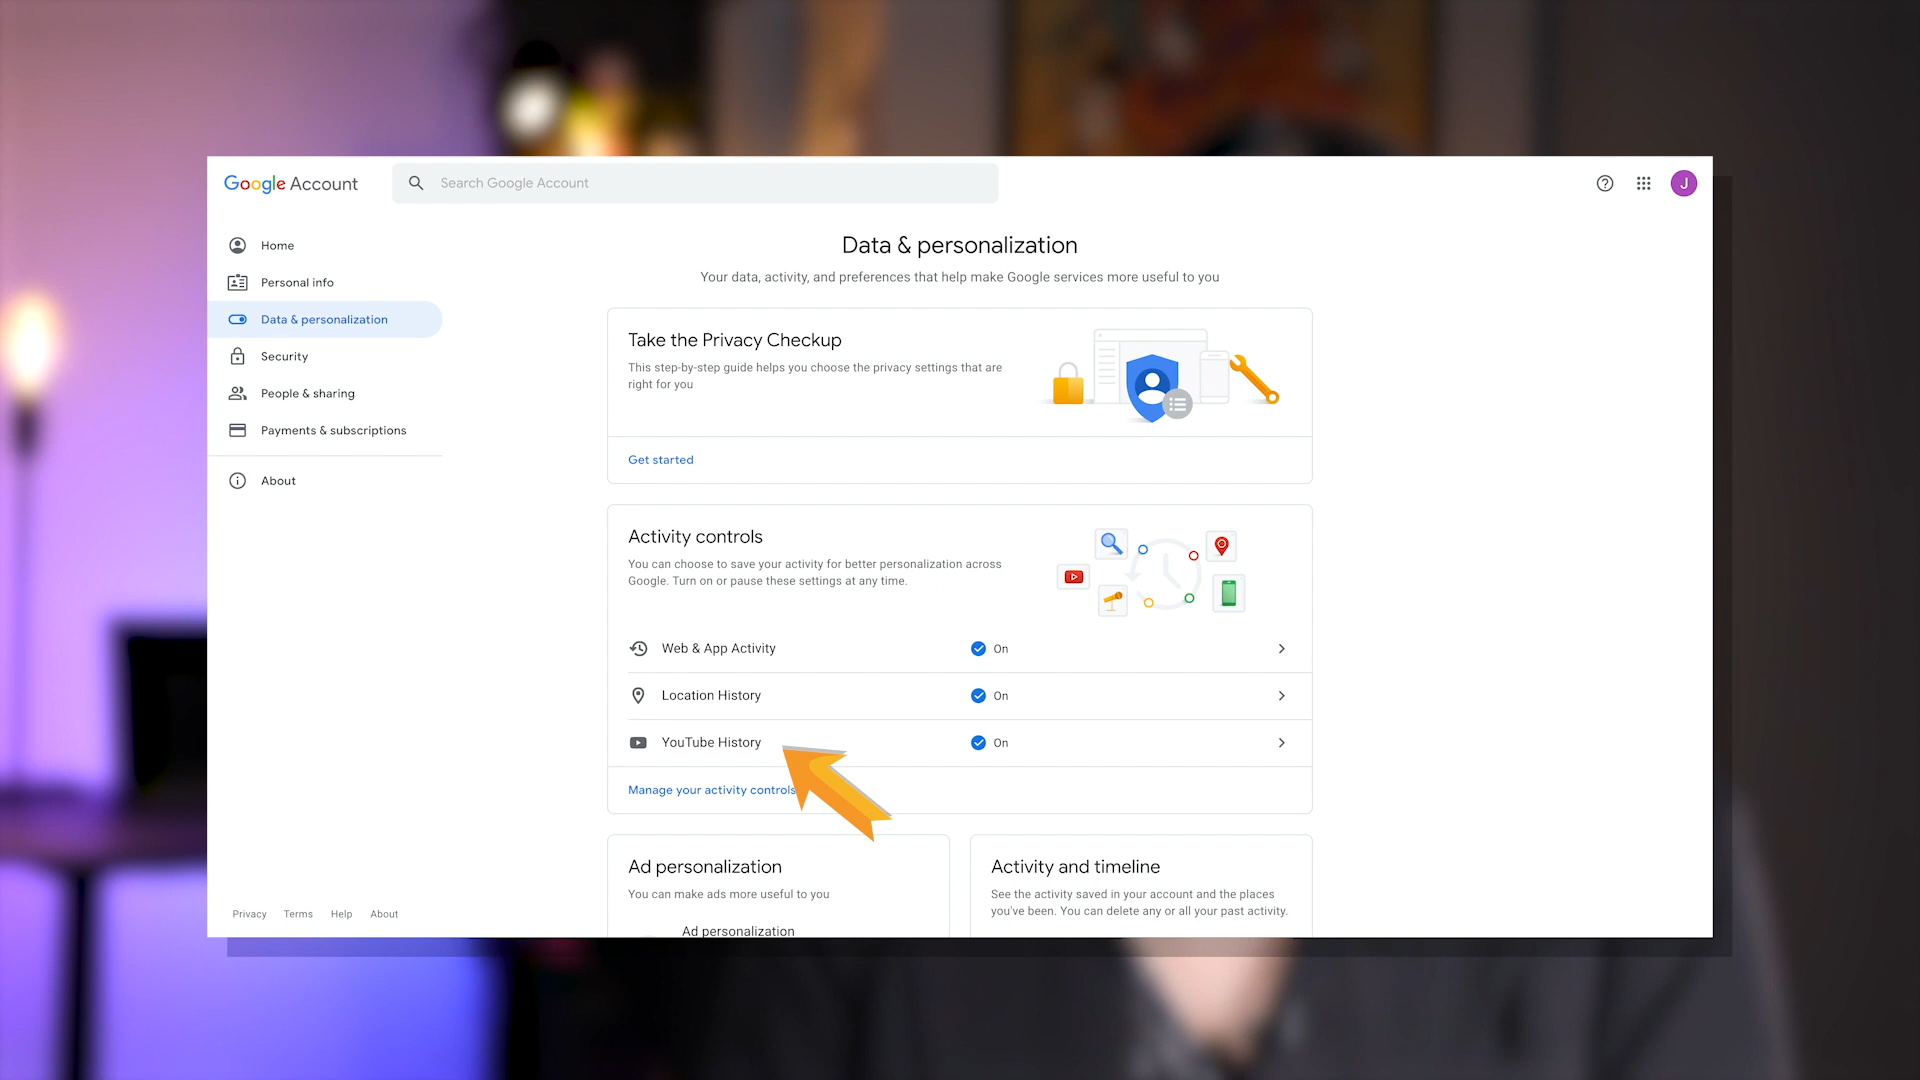 Google Account
Search Google Account
J
Home
Personal info
Data & personalization
Security
People & sharing
Payments & subscriptions
About
Data & personalization
Your data, activity, and preferences that help make Google services more useful to you
Take the Privacy Checkup
This step-by-step guide helps you choose the privacy settings that are
right for you
Get started
Activity controls
You can choose to save your activity for better personalization across
Google. Turn on or pause these settings at any time.
Web & App Activity On
Location History On
YouTube History On
Manage your activity controls
Ad personalization
You can make ads more useful to you
Ad personalization
Activity and timeline
See the activity saved in your account and the places
you've been. You can delete any or all your past activity.
Privacy Terms Help About